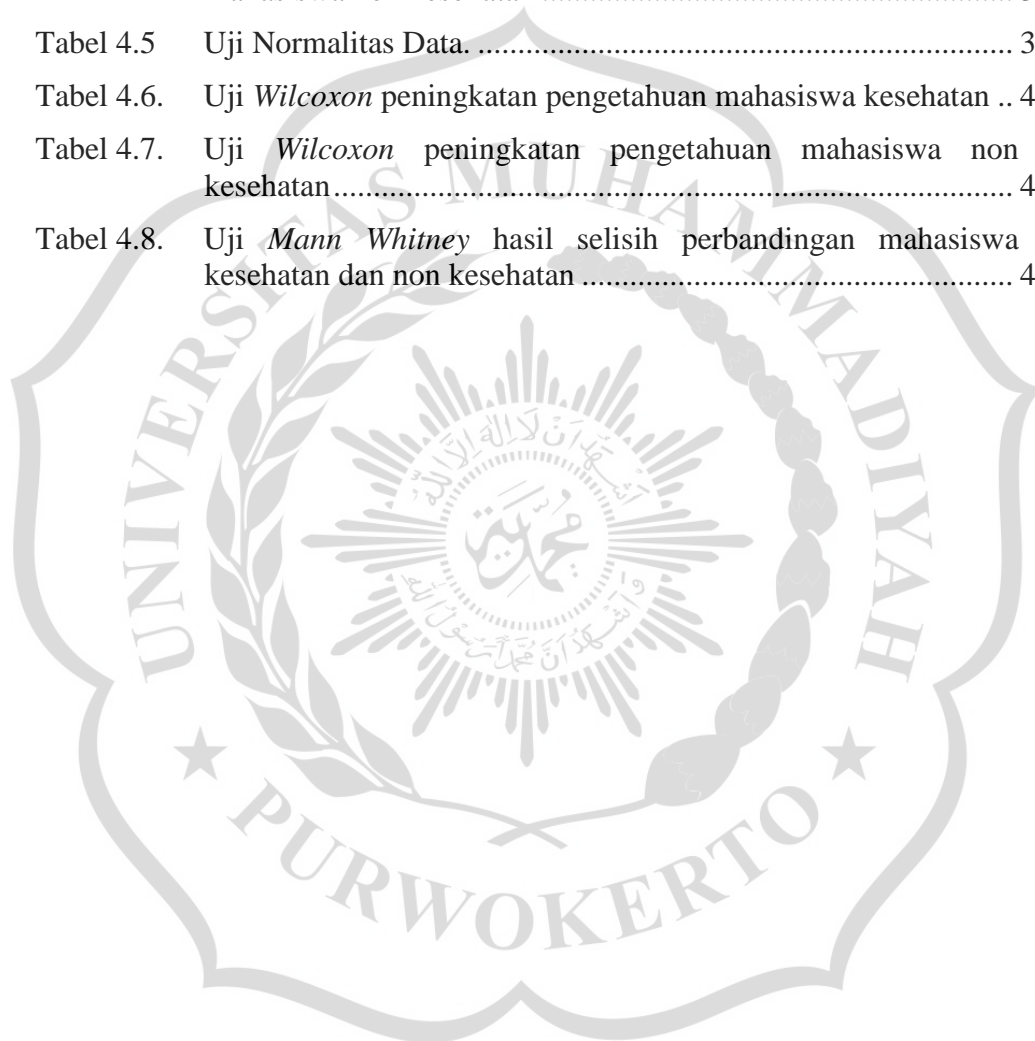 Tabel 4.5 Uji Normalitas Data. .................................................................. 3
Tabel 4.6. Uji Wilcoxon peningkatan pengetahuan mahasiswa kesehatan .. 4
Tabel 4.7. Uji Wilcoxon peningkatan pengetahuan mahasiswa non
kesehatan.................................................................................... 4
Tabel 4.8. Uji Mann Whitney hasil selisih perbandingan mahasiswa
kesehatan dan non kesehatan ..................................................... 4
UNIVERSITAS MUHAMMADIYAH
PURWOKERTO